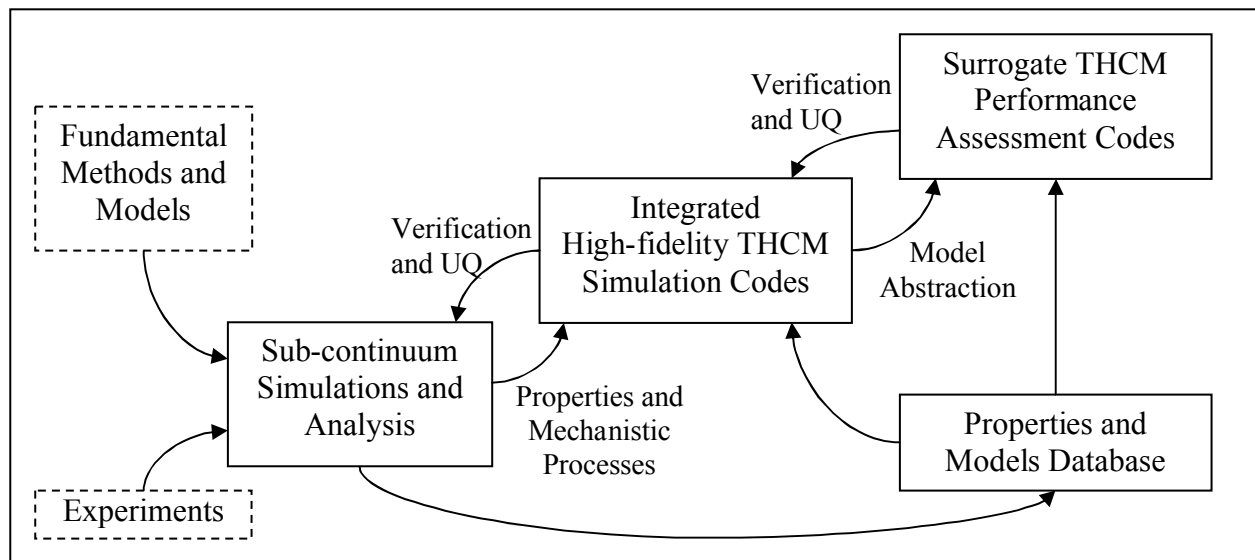 Fundamental
Methods and
Models
Experiments
Verification
and UQ
Sub-continuum
Simulations and
Analysis
Properties and
Mechanistic
Processes
Integrated
High-fidelity THCM
Simulation Codes
Verification
and UQ
Model
Abstraction
Surrogate THCM
Performance
Assessment Codes
Properties and
Models Database